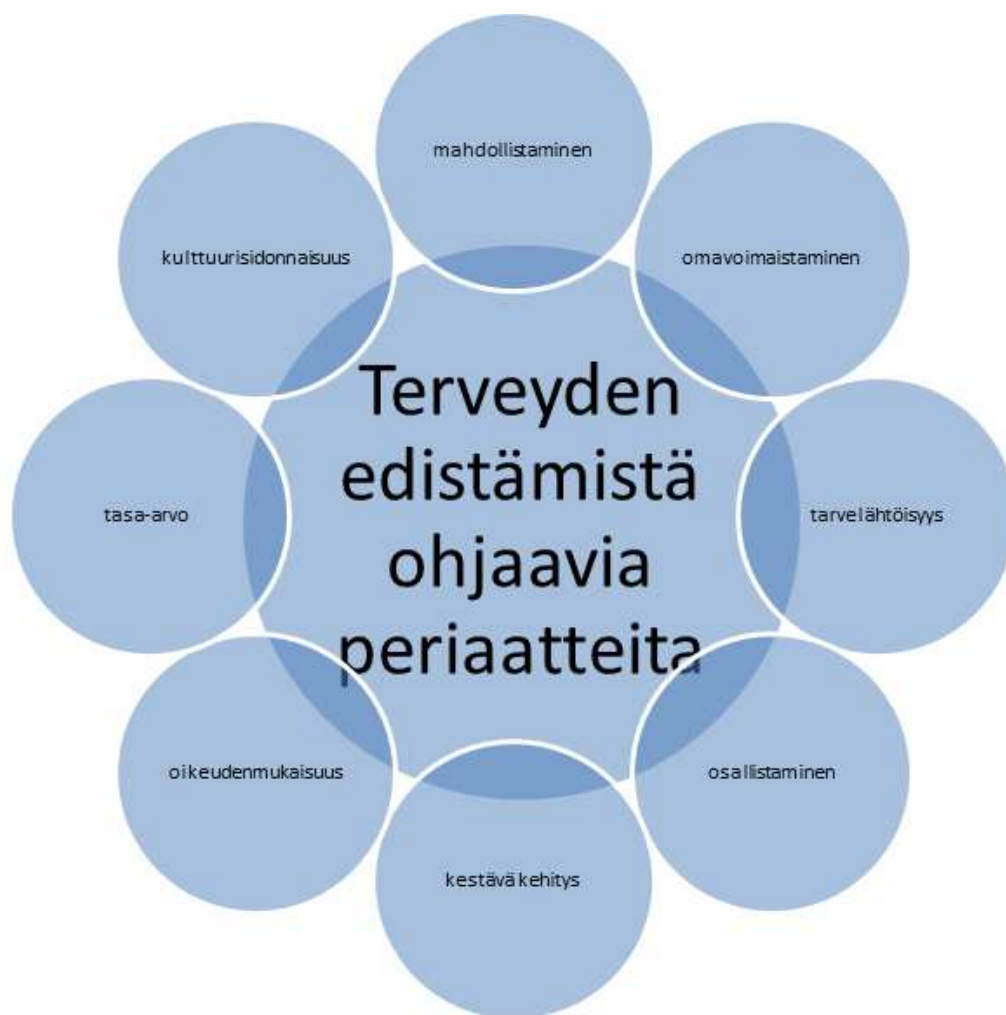 mahdollistaminen
kulttuurisidonnaisuus
omavoimaistaminen
Terveyden
edistämistä
ohjaavia
periaatteita
tasa-arvo
tarvelähtöisyys
oikeudenmukaisuus
osallistaminen
kestävä kehitys